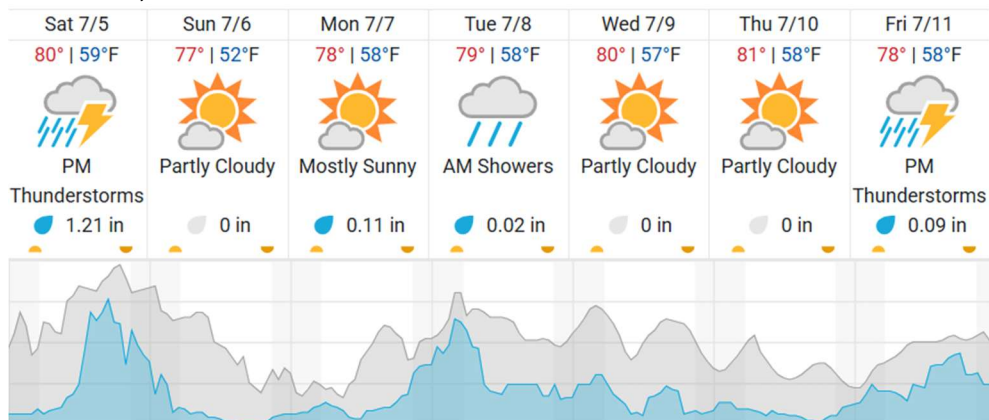 Sat 7/5 Sun 7/6 Mon 7/7 Tue 7/8 Wed 7/9 Thu 7/10 Fri 7/11
80° | 59°F 77° | 52°F 78° | 58°F 79° | 58°F 80° | 57°F 81° | 58°F 78° | 58°F
PM Partly Cloudy Mostly Sunny AM Showers Partly Cloudy Partly Cloudy PM
Thunderstorms Thunderstorms
1.21 in 0 in 0.11 in 0.02 in 0 in 0 in 0.09 in